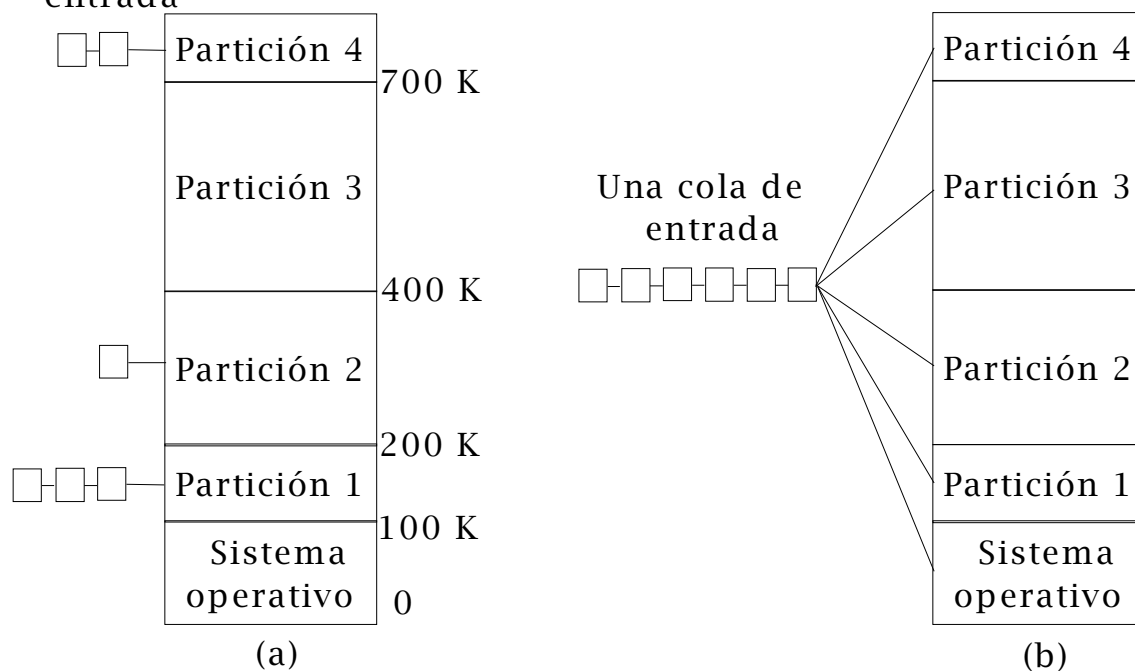 entrada
Partición 4
700 K
Partición 3
400 K
Partición 2
200 K
Partición 1
100 K
Sistema
operativo
0
(a)
Una cola de
entrada
Partición 4
Partición 3
Partición 2
Partición 1
Sistema
operativo
(b)